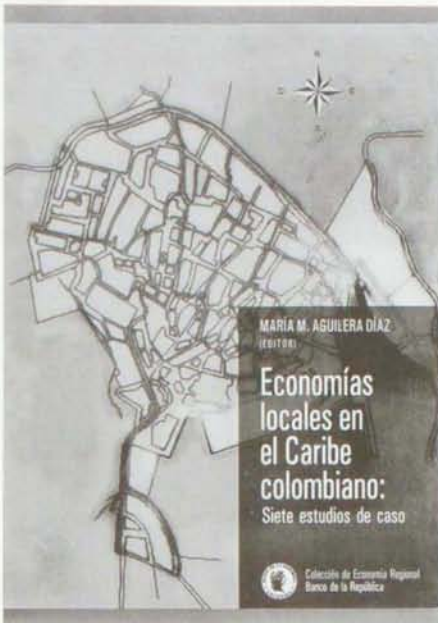 N
MARÍA M. AGUILERA DÍAZ
(EDITOR)
Economías
locales en
el Caribe
colombiano:
Siete estudios de caso
Colección de Economía Regional
Banco de la República